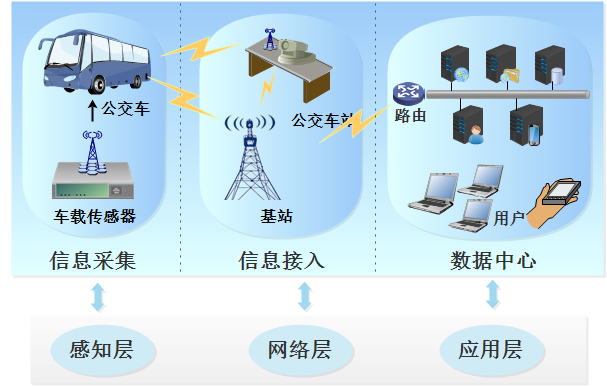 公交车
车载传感器
信息采集
公交车站
基站
信息接入
路由
用户
数据中心
感知层
网络层
应用层